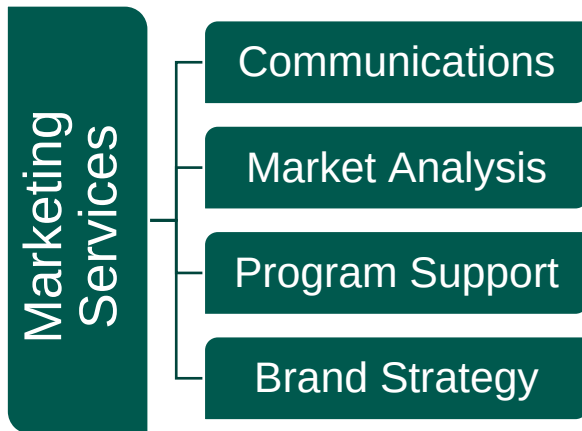 Marketing
Services
Communications
Market Analysis
Program Support
Brand Strategy